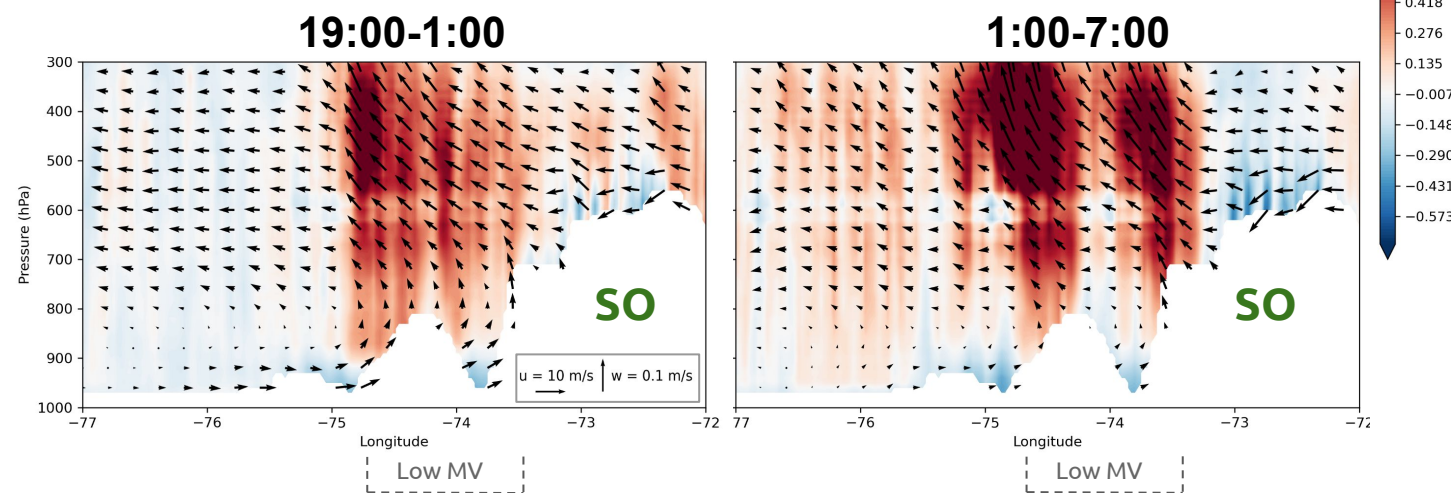 19:00-1:00
1:00-7:00
Pressure (hPa)
300
400
500
600
700
800
900
1000
SO
u = 10 m/s w = 0.1 m/s
−77 −76 −75 −74 −73 −72
Longitude
Low MV
SO
−77 −76 −75 −74 −73 −72
Longitude
Low MV
0.418
0.276
0.135
−0.007
−0.148
−0.290
−0.431
−0.573